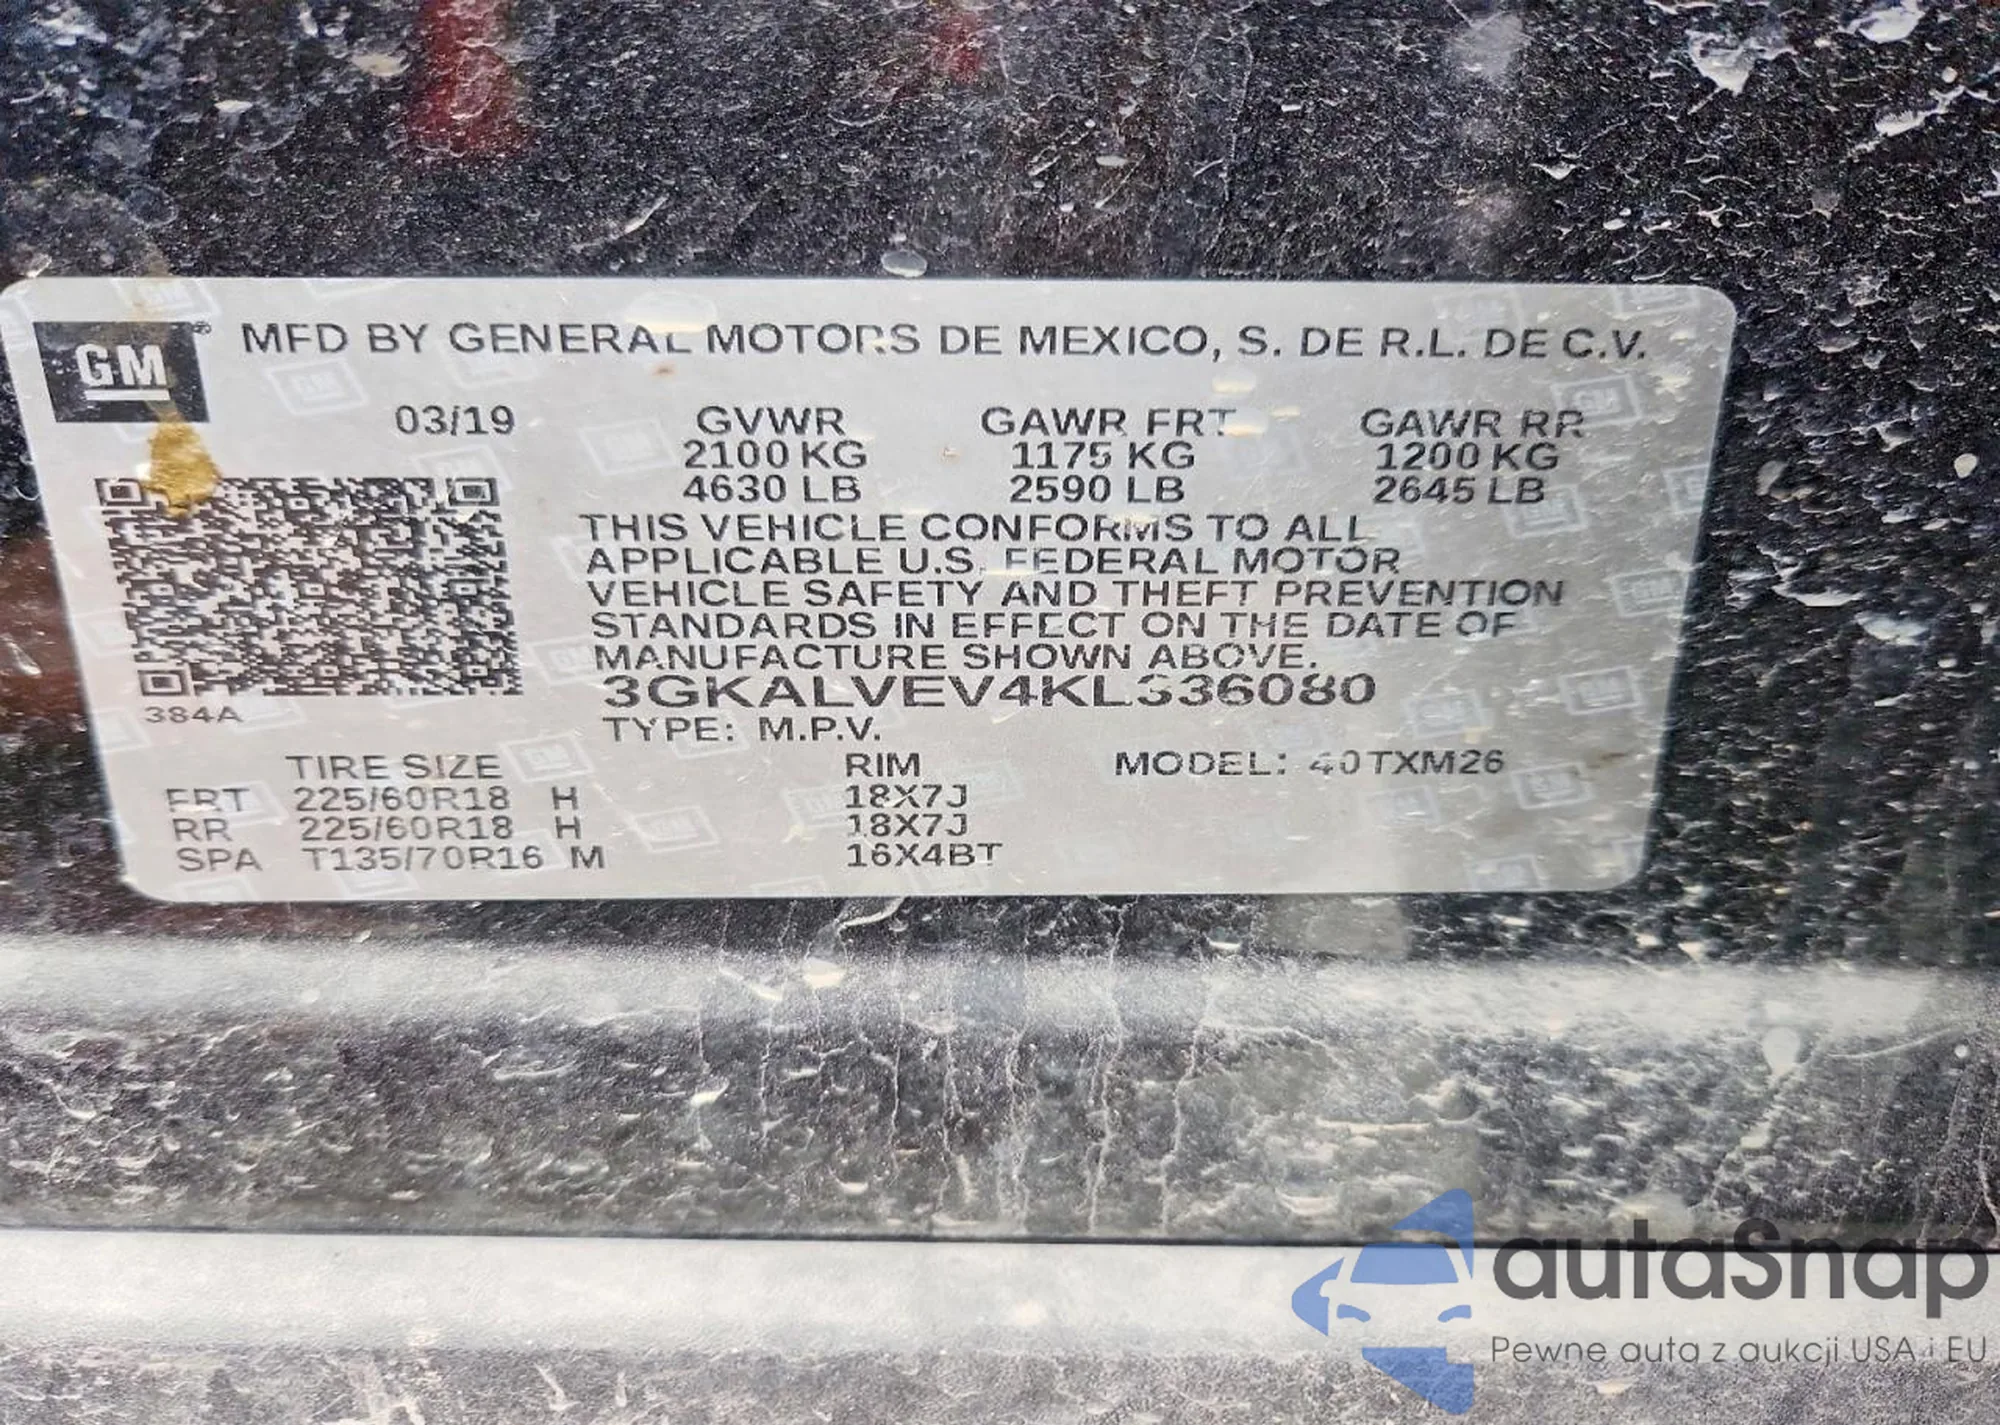 GM
MFD BY GENERAL MOTORS DE MEXICO, S. DE R.L. DE C.V.
03/19 GVWR GAWR FRT GAWR RR
2100 KG 1175 KG 1200 KG
4630 LB 2590 LB 2645 LB
THIS VEHICLE CONFORMS TO ALL
APPLICABLE U.S. FEDERAL MOTOR
VEHICLE SAFETY AND THEFT PREVENTION
STANDARDS IN EFFECT ON THE DATE OF
MANUFACTURE SHOWN ABOVE.
3GKALVEV4KL336080
384A
TYPE: M.P.V.
TIRE SIZE RIM MODEL: 40TXM26
FRT 225/60R18 H 18X7J
RR 225/60R18 H 18X7J
SPA T135/70R16 M 16X4BT
autaSnap
Pewne auta z aukcji USA i EU